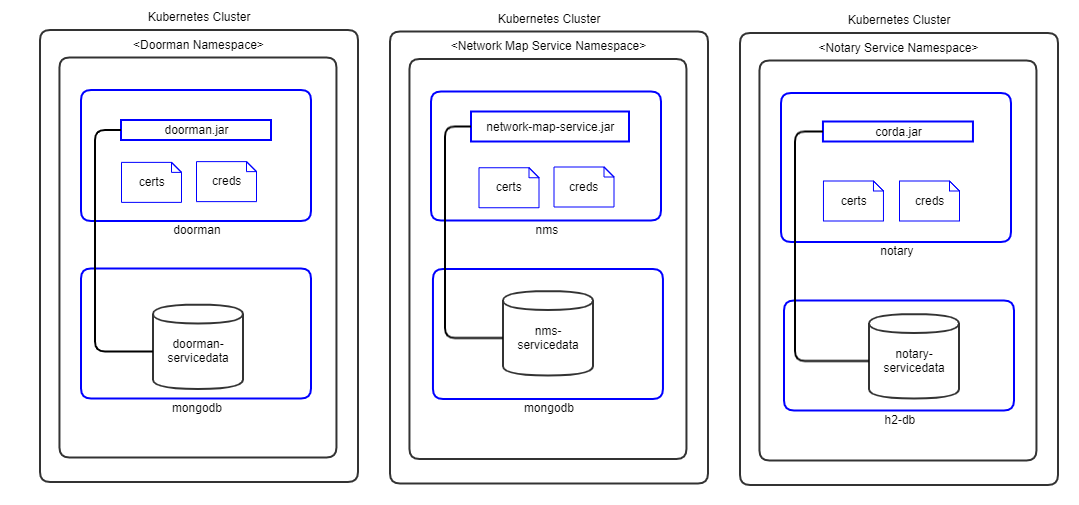 Kubernetes Cluster
<Doorman Namespace>
doorman.jar
certs
creds
doorman
doorman-
servicedata
mongodb
Kubernetes Cluster
<Network Map Service Namespace>
network-map-service.jar
certs
creds
nms
nms-
servicedata
mongodb
Kubernetes Cluster
<Notary Service Namespace>
corda.jar
certs
creds
notary
notary-
servicedata
h2-db